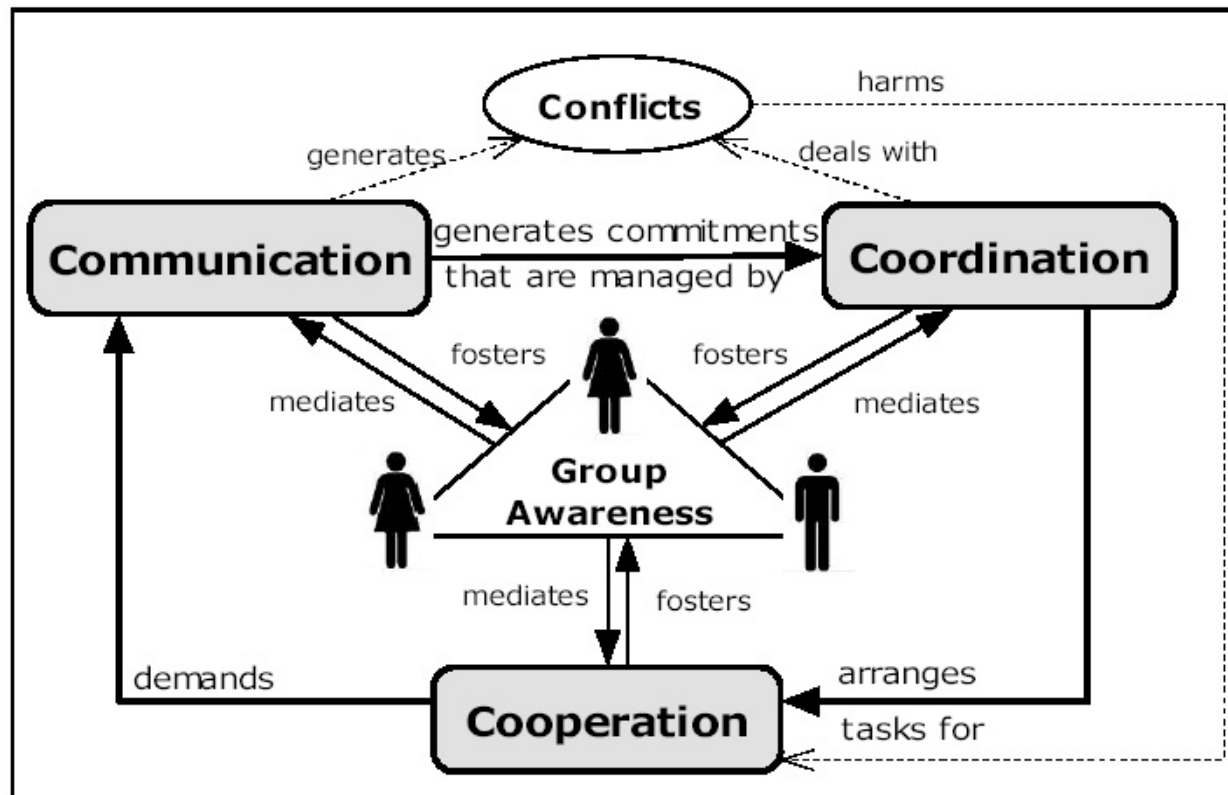 harms
Conflicts
generates
deals with
Communication
generates commitments
that are managed by
Coordination
fosters
fosters
mediates
mediates
Group
Awareness
mediates
fosters
demands
arranges
Cooperation
tasks for